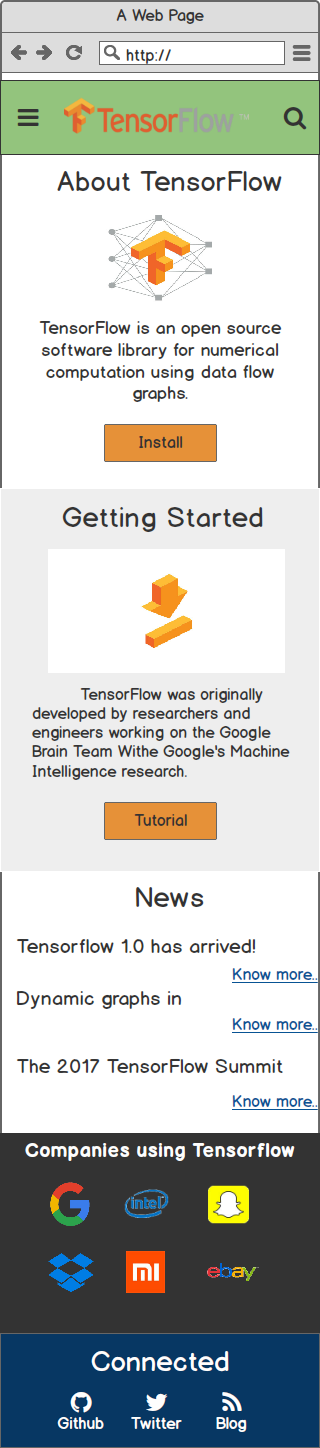 A Web Page
http://
TensorFlow ™
About TensorFlow
TensorFlow is an open source
software library for numerical
computation using data flow
graphs.
Install
Getting Started
TensorFlow was originally
developed by researchers and
engineers working on the Google
Brain Team Withe Google's Machine
Intelligence research.
Tutorial
News
Tensorflow 1.0 has arrived!
Know more..
Dynamic graphs in
Know more..
The 2017 TensorFlow Summit
Know more..
Companies using Tensorflow
intel
mi ebay
Connected
Github Twitter Blog